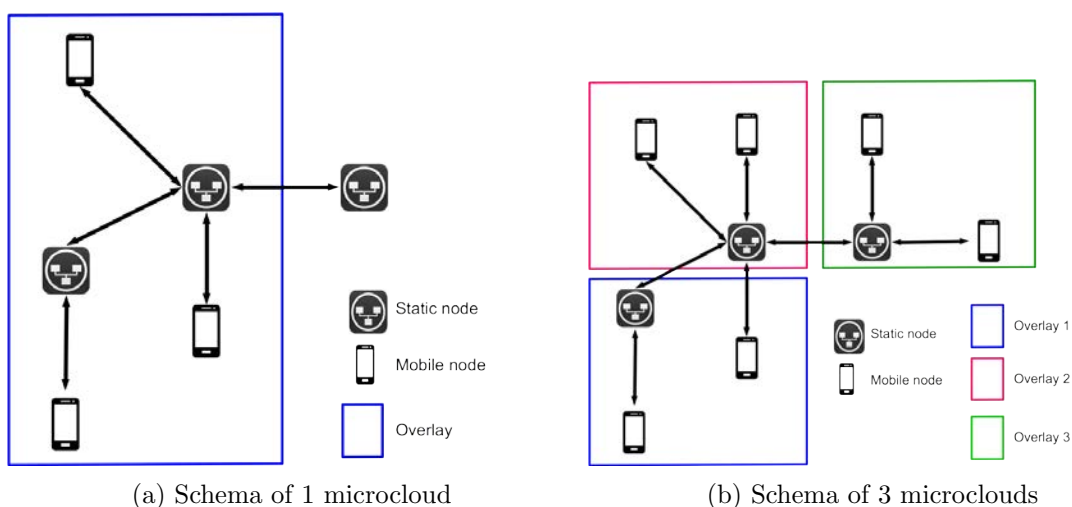 Static node
Mobile node
Overlay
(a) Schema of 1 microcloud
Static node
Mobile node
Overlay 1
Overlay 2
Overlay 3
(b) Schema of 3 microclouds